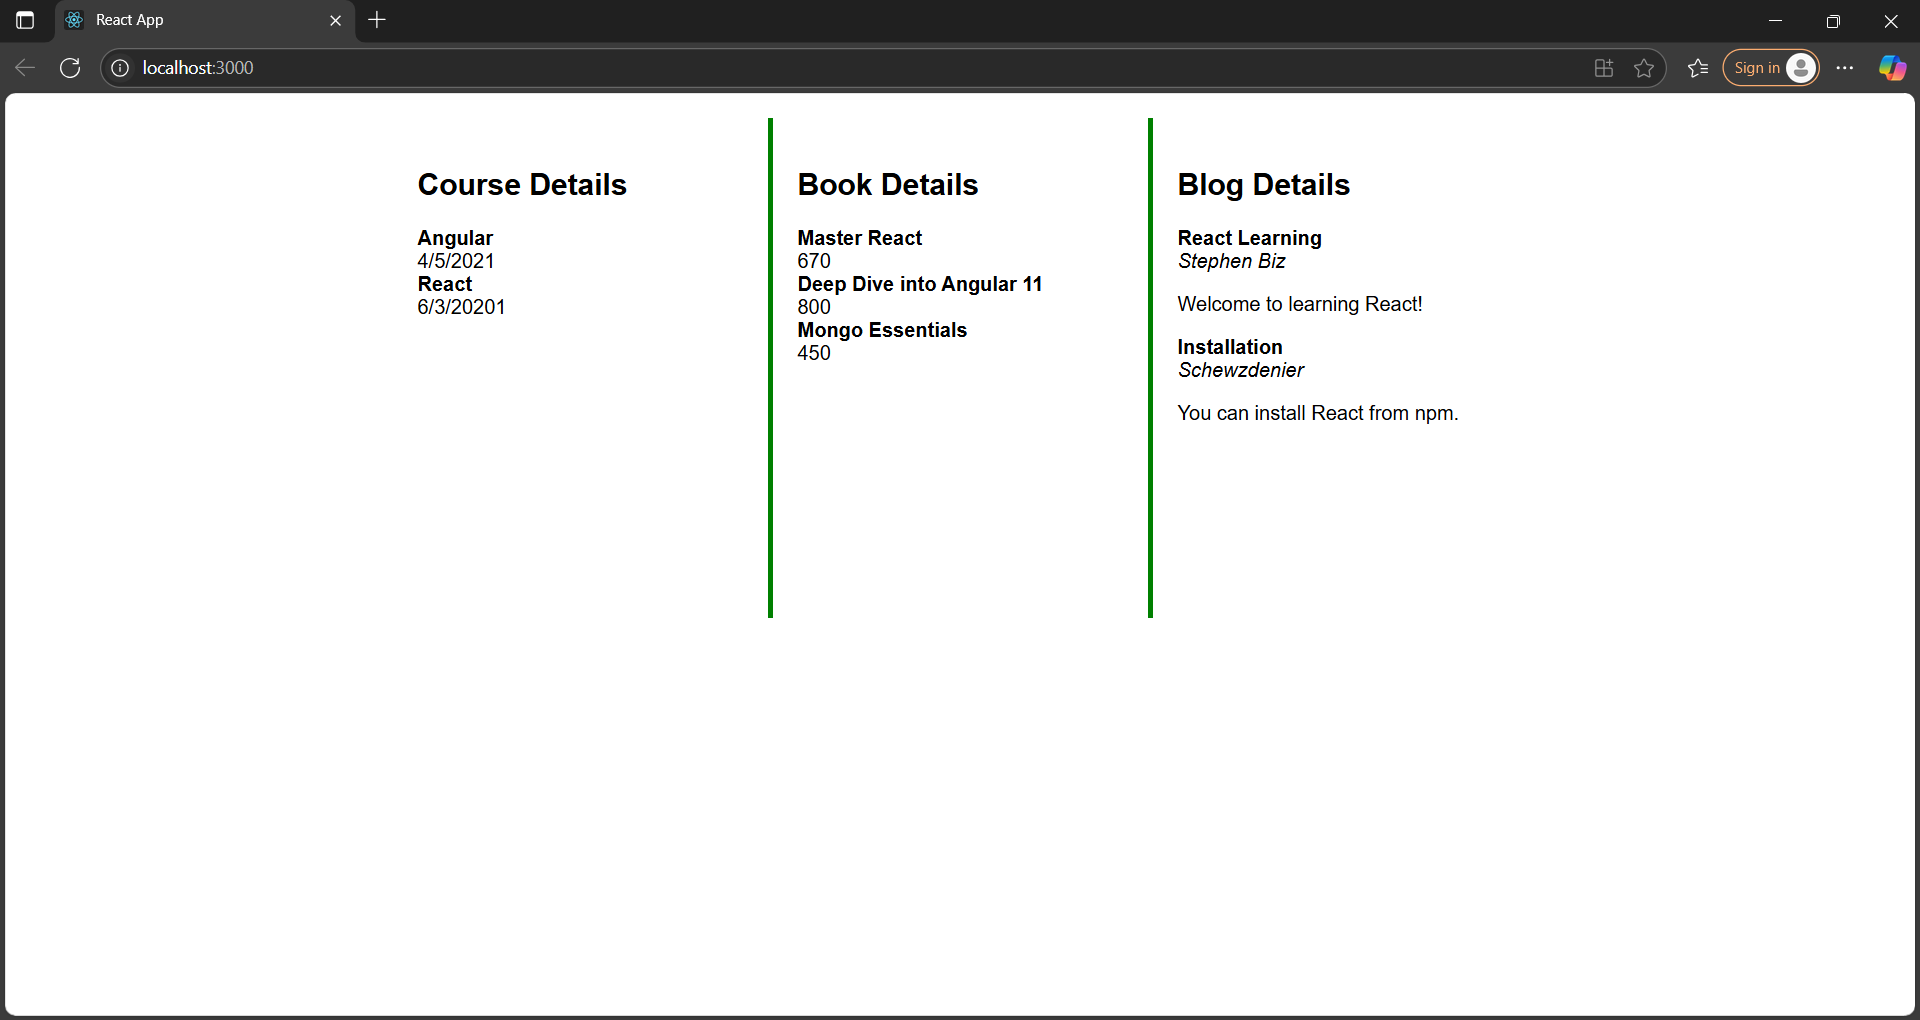 React App
localhost:3000
Sign in
Course Details
Angular
4/5/2021
React
6/3/20201
Book Details
Master React
670
Deep Dive into Angular 11
800
Mongo Essentials
450
Blog Details
React Learning
Stephen Biz
Welcome to learning React!
Installation
Schewzdenier
You can install React from npm.